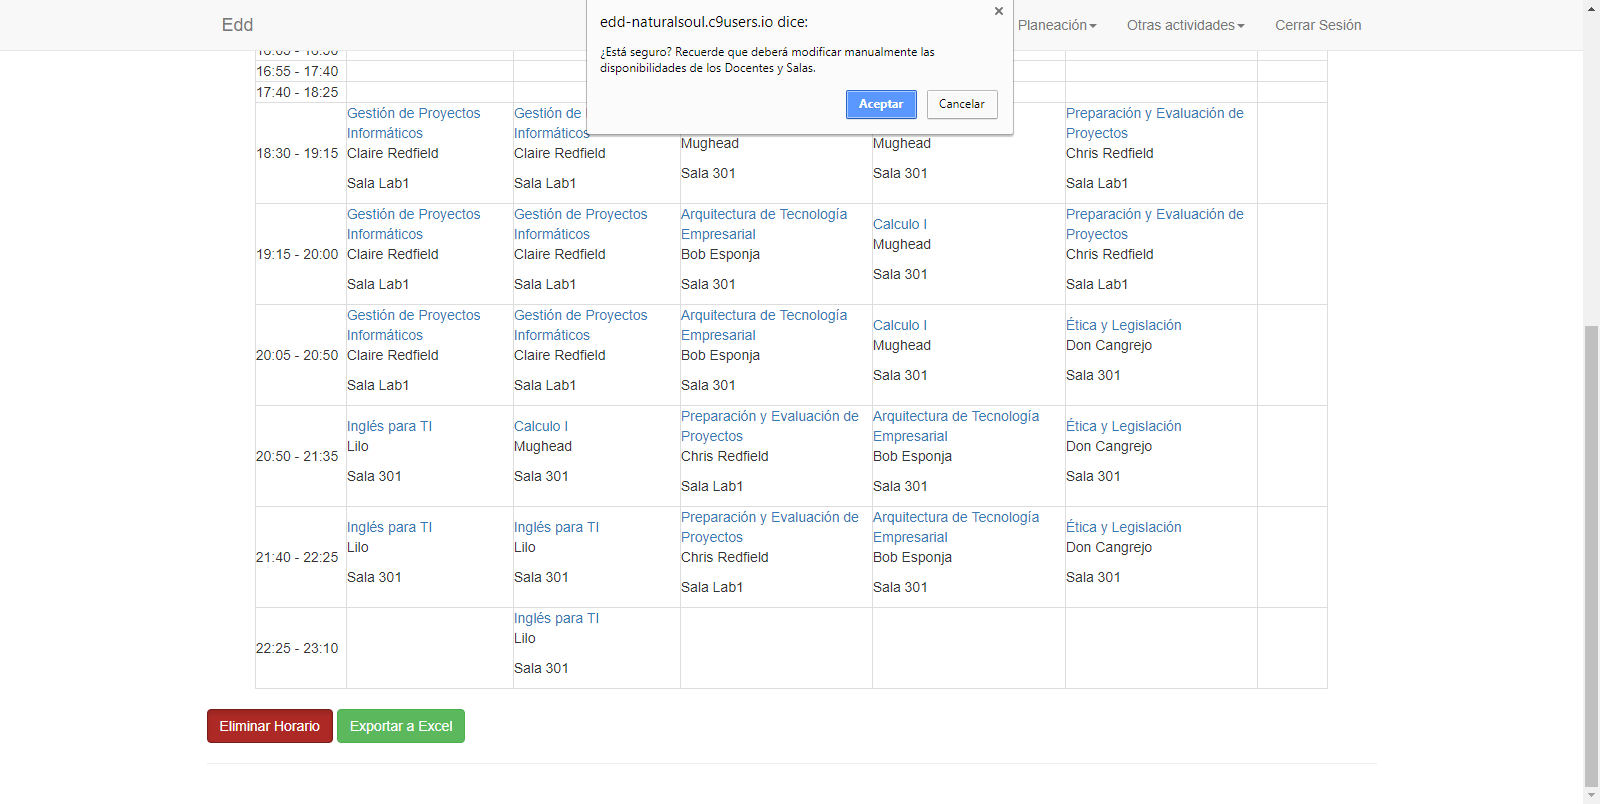 Edd
Planeación
Otras actividades
Cerrar Sesión
edd-naturalsoul.c9users.io dice:
¿Está seguro? Recuerde que deberá modificar manualmente las
disponibilidades de los Docentes y Salas.
Aceptar
Cancelar
16:55 - 17:40
17:40 - 18:25
18:30 - 19:15
Gestión de Proyectos
Informáticos
Claire Redfield
Sala Lab1
Gestión de
Informáticos
Claire Redfield
Sala Lab1
Mughead
Sala 301
Mughead
Sala 301
Preparación y Evaluación de
Proyectos
Chris Redfield
Sala Lab1
19:15 - 20:00
Gestión de Proyectos
Informáticos
Claire Redfield
Sala Lab1
Gestión de Proyectos
Informáticos
Claire Redfield
Sala Lab1
Arquitectura de Tecnología
Empresarial
Bob Esponja
Sala 301
Calculo I
Mughead
Sala 301
Preparación y Evaluación de
Proyectos
Chris Redfield
Sala Lab1
20:05 - 20:50
Gestión de Proyectos
Informáticos
Claire Redfield
Sala Lab1
Gestión de Proyectos
Informáticos
Claire Redfield
Sala Lab1
Arquitectura de Tecnología
Empresarial
Bob Esponja
Sala 301
Calculo I
Mughead
Sala 301
Ética y Legislación
Don Cangrejo
Sala 301
20:50 - 21:35
Inglés para TI
Lilo
Sala 301
Calculo I
Mughead
Sala 301
Preparación y Evaluación de
Proyectos
Chris Redfield
Sala Lab1
Arquitectura de Tecnología
Empresarial
Bob Esponja
Sala 301
Ética y Legislación
Don Cangrejo
Sala 301
21:40 - 22:25
Inglés para TI
Lilo
Sala 301
Inglés para TI
Lilo
Sala 301
Preparación y Evaluación de
Proyectos
Chris Redfield
Sala Lab1
Arquitectura de Tecnología
Empresarial
Bob Esponja
Sala 301
Ética y Legislación
Don Cangrejo
Sala 301
22:25 - 23:10
Inglés para TI
Lilo
Sala 301
Eliminar Horario
Exportar a Excel